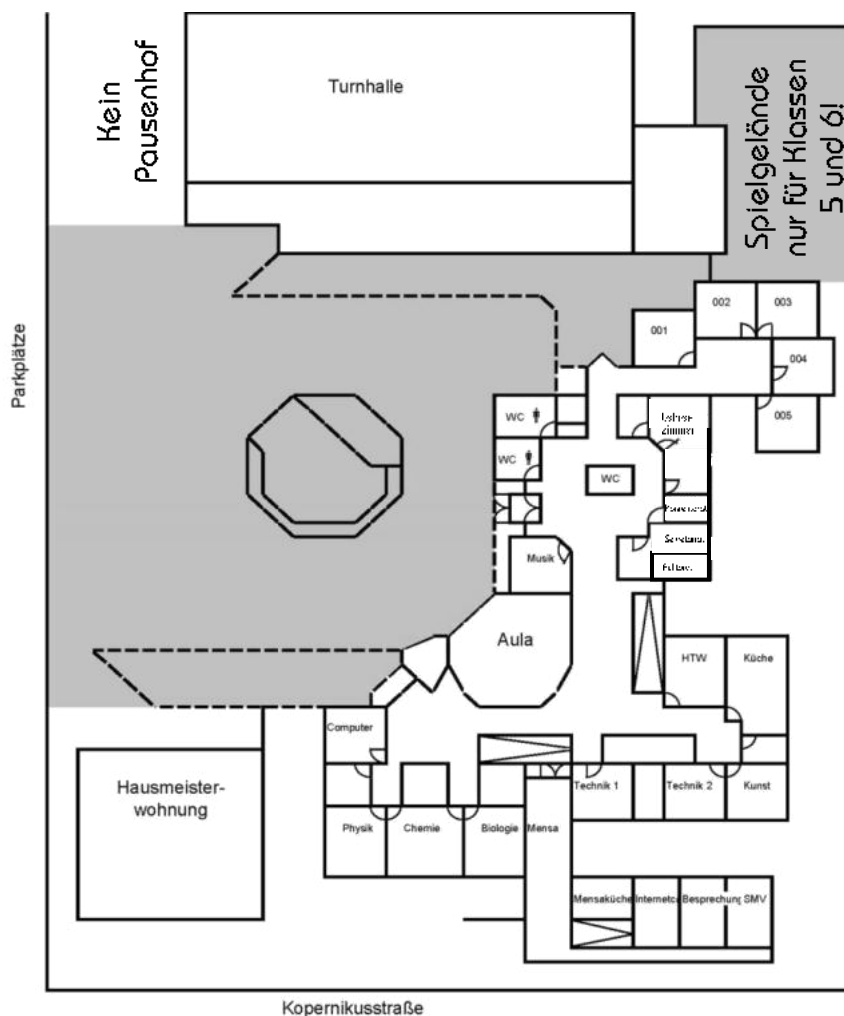 Kein
Pausenhof
Turnhalle
Spielgelände
nur für Klassen
5 und 6!
Parkplätze
001
002
003
004
005
WC
WC
WC
Zimmer
Musik
Aula
HTW
Küche
Computer
Hausmeister-
wohnung
Technik 1
Technik 2
Kunst
Physik
Chemie
Biologie
Mensa
Mensaküche
Besprechung
SMV
Kopernikusstraße